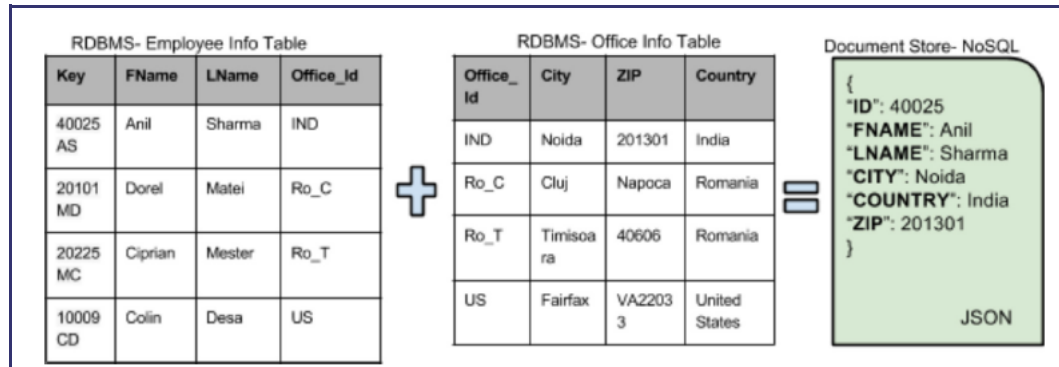 RDBMS- Employee Info Table
Key FName LName Office_Id
40025 Anil Sharma IND
AS
20101 Dorel Matei Ro_C
MD
20225 Ciprian Mester Ro_T
MC
10009 Colin Desa US
CD
RDBMS- Office Info Table
Office_ City ZIP Country
Id
IND Noida 201301 India
Ro_C Cluj Napoca Romania
Ro_T Timisoa 40606 Romania
ra
US Fairfax VA2203 United
3 States
Document Store- NoSQL
{
“ID”: 40025
“FNAME”: Anil
“LNAME”: Sharma
“CITY”: Noida
“COUNTRY”: India
“ZIP”: 201301
}
JSON